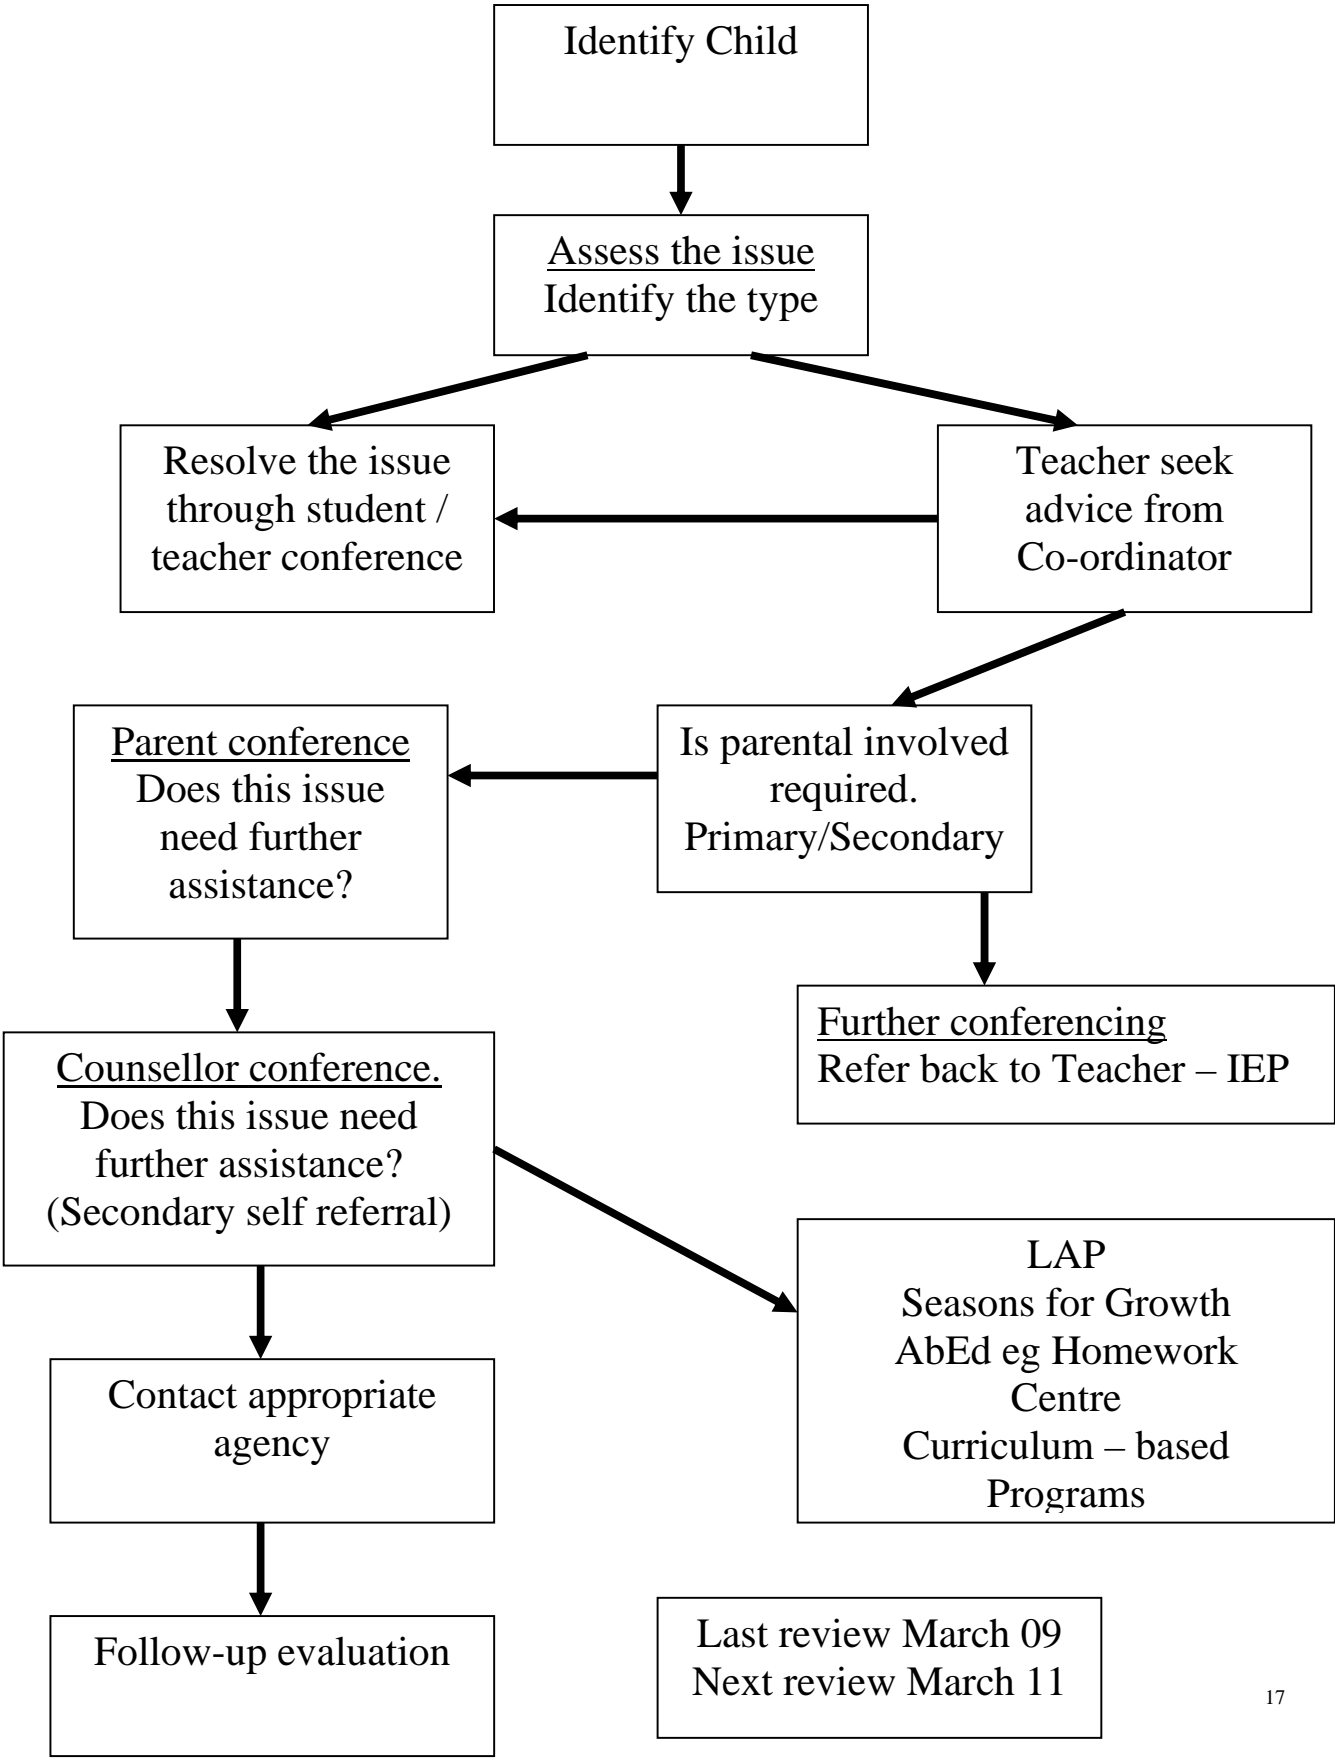 Identify Child
Assess the issue
Identify the type
Resolve the issue
through student /
teacher conference
Teacher seek
advice from
Co-ordinator
Parent conference
Does this issue
need further
assistance?
Is parental involved
required.
Primary/Secondary
Further conferencing
Refer back to Teacher – IEP
Counsellor conference.
Does this issue need
further assistance?
(Secondary self referral)
LAP
Seasons for Growth
AbEd eg Homework
Centre
Curriculum – based
Programs
Contact appropriate
agency
Follow-up evaluation
Last review March 09
Next review March 11
17